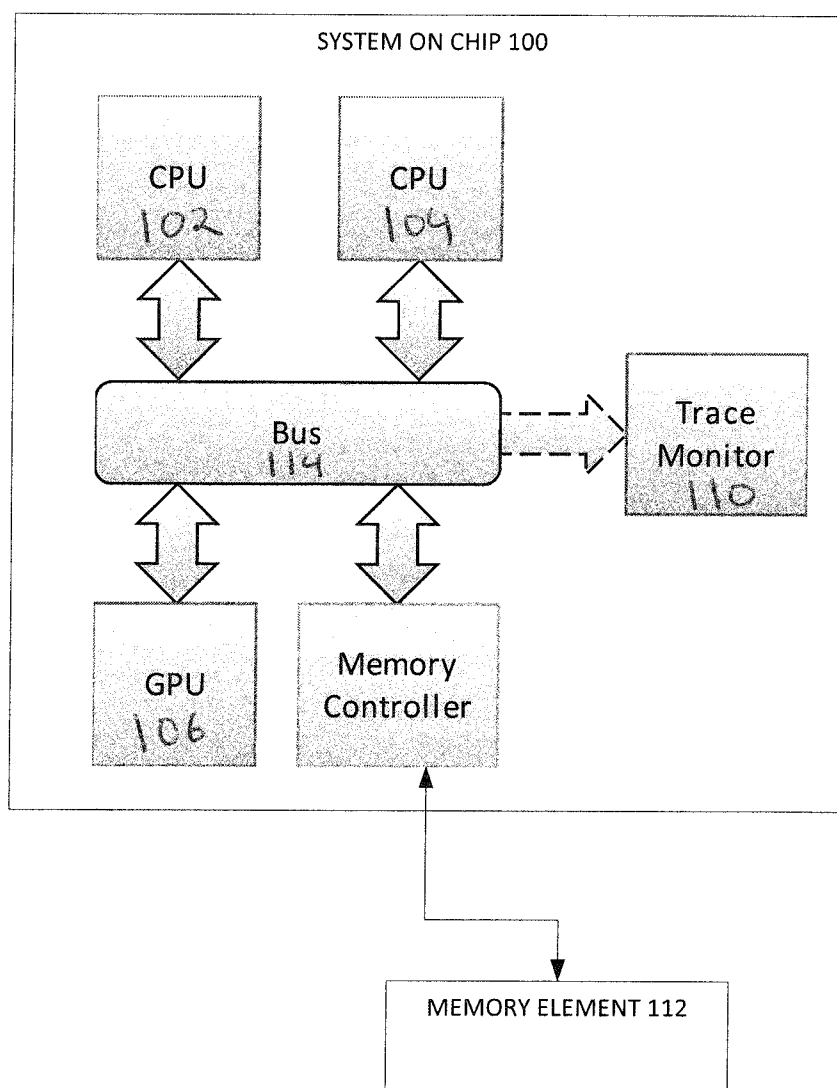 SYSTEM ON CHIP 100
CPU
102
CPU
104
Bus
114
Trace
Monitor
110
GPU
106
Memory
Controller
MEMORY ELEMENT 112